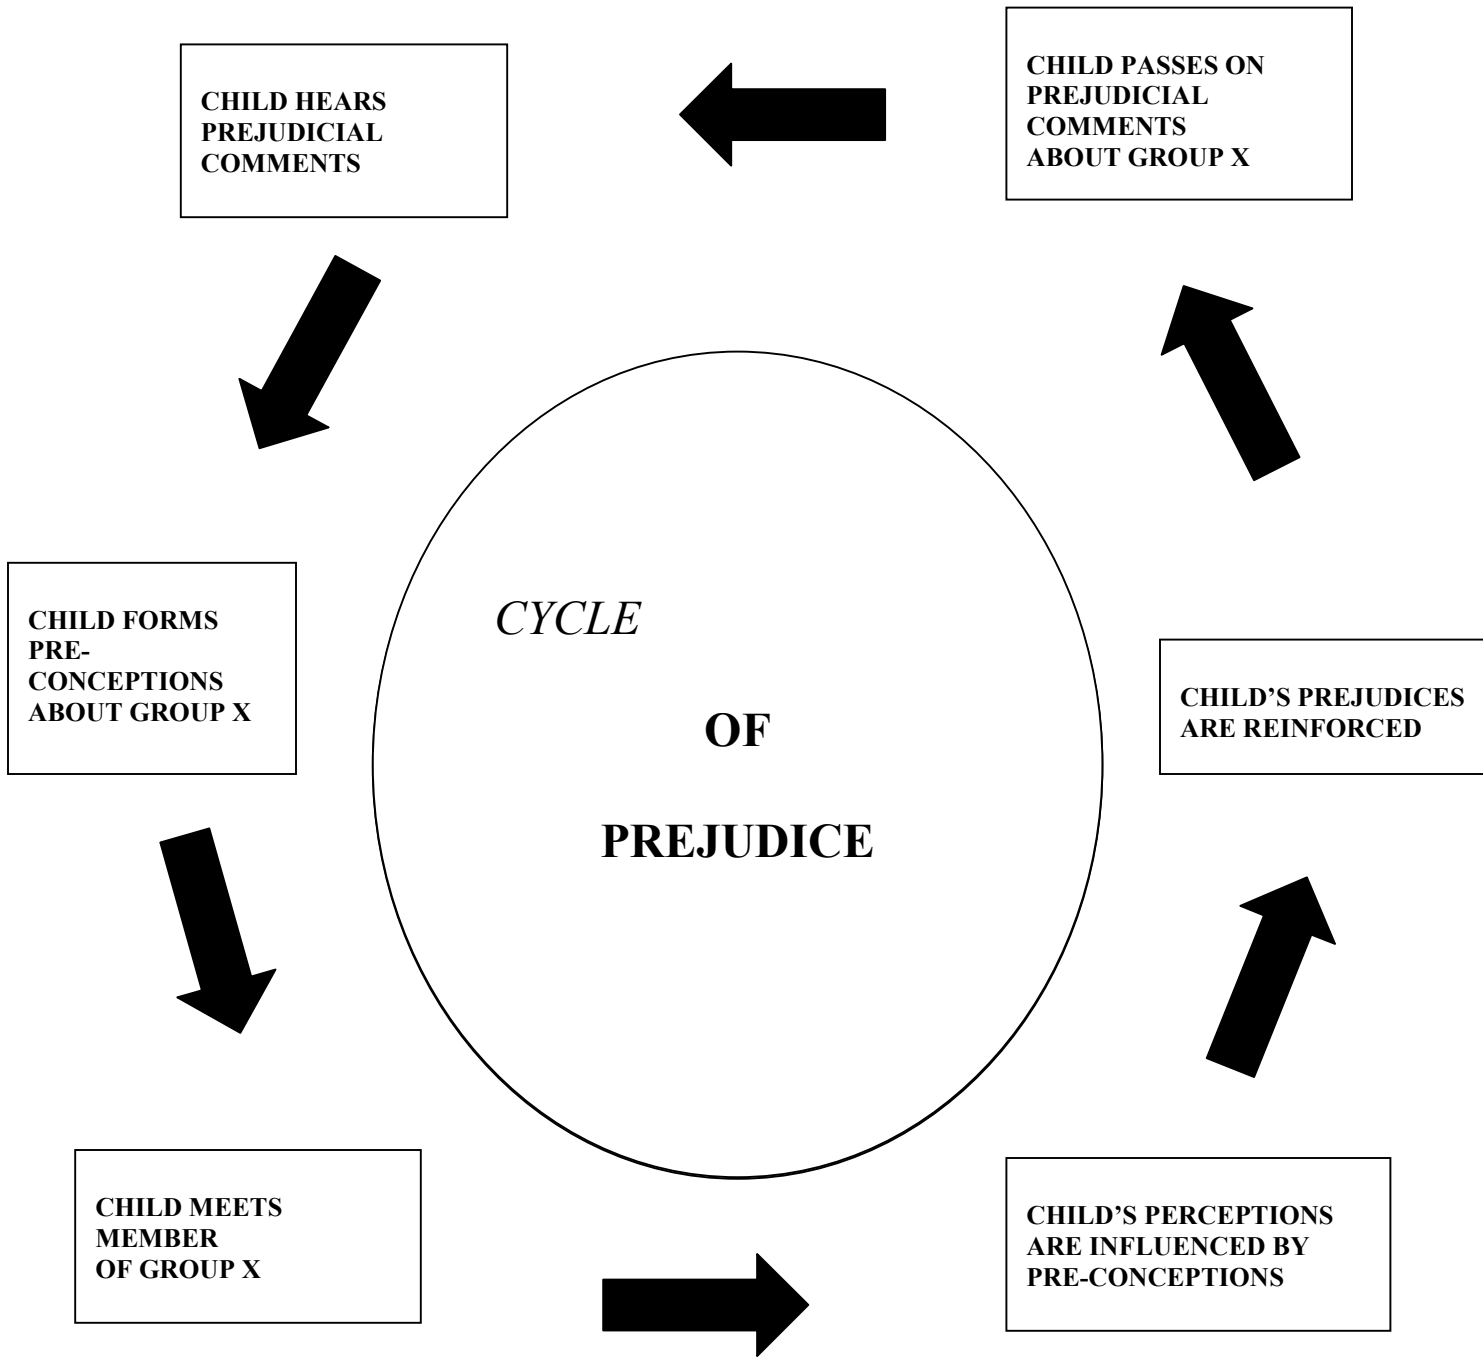 CHILD HEARS
PREJUDICIAL
COMMENTS
CHILD PASSES ON
PREJUDICIAL
COMMENTS
ABOUT GROUP X
CHILD FORMS
PRE-
CONCEPTIONS
ABOUT GROUP X
CYCLE
OF
PREJUDICE
CHILD’S PREJUDICES
ARE REINFORCED
CHILD MEETS
MEMBER
OF GROUP X
CHILD’S PERCEPTIONS
ARE INFLUENCED BY
PRE-CONCEPTIONS